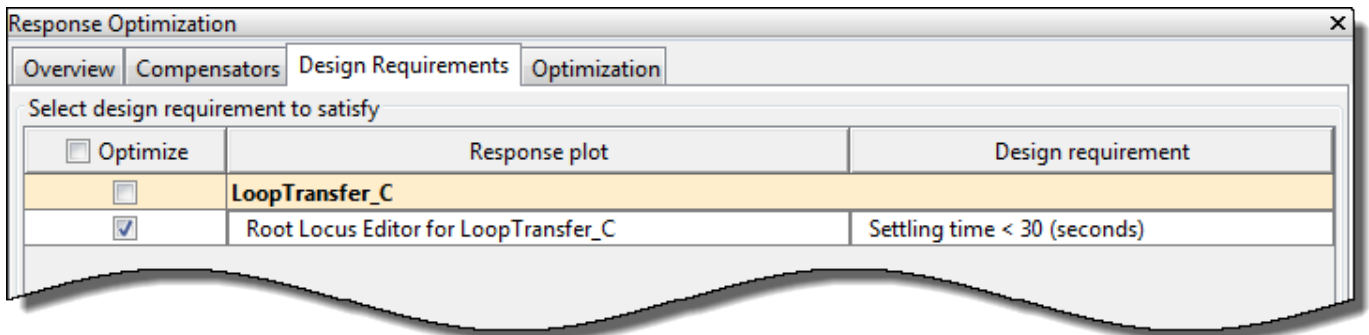 Response Optimization x
Overview Compensators Design Requirements Optimization
Select design requirement to satisfy
Optimize Response plot Design requirement
LoopTransfer_C
Root Locus Editor for LoopTransfer_C Settling time < 30 (seconds)